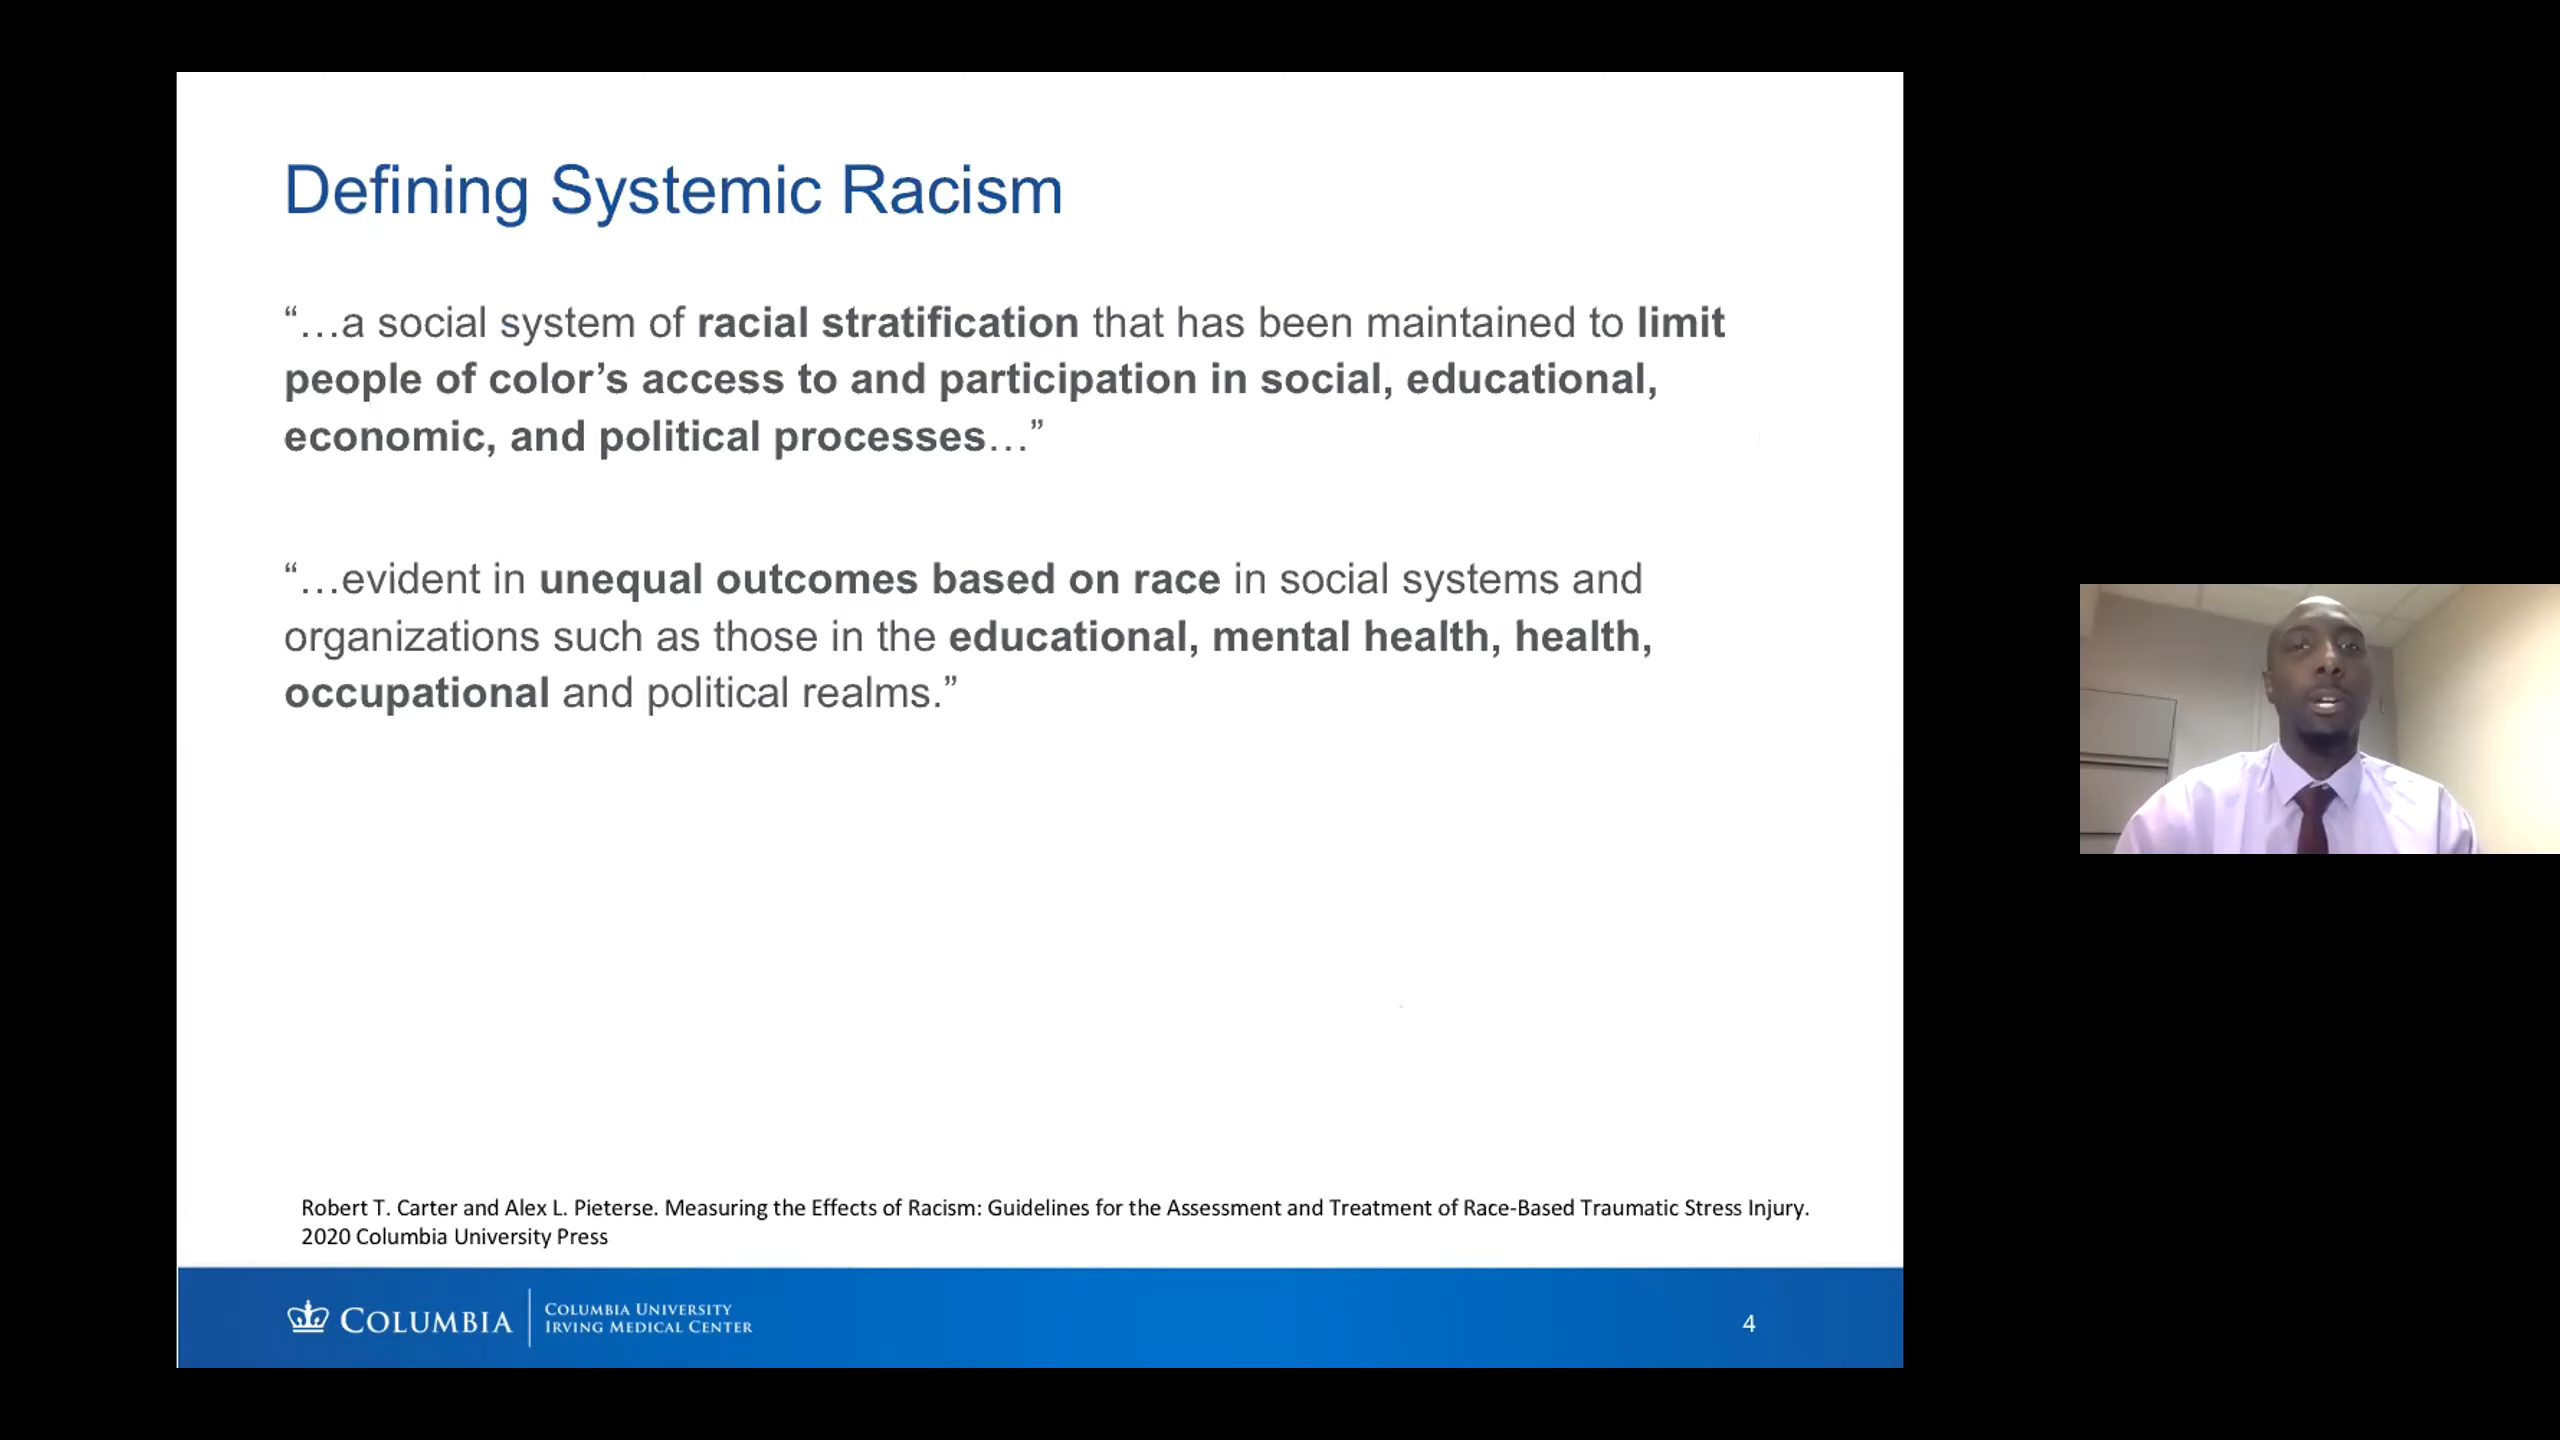 Defining Systemic Racism
“…a social system of racial stratification that has been maintained to limit
people of color’s access to and participation in social, educational,
economic, and political processes…”
“…evident in unequal outcomes based on race in social systems and
organizations such as those in the educational, mental health, health,
occupational and political realms.”
Robert T. Carter and Alex L. Pieterse. Measuring the Effects of Racism: Guidelines for the Assessment and Treatment of Race-Based Traumatic Stress Injury.
2020 Columbia University Press
COLUMBIA
COLUMBIA UNIVERSITY
IRVING MEDICAL CENTER
4